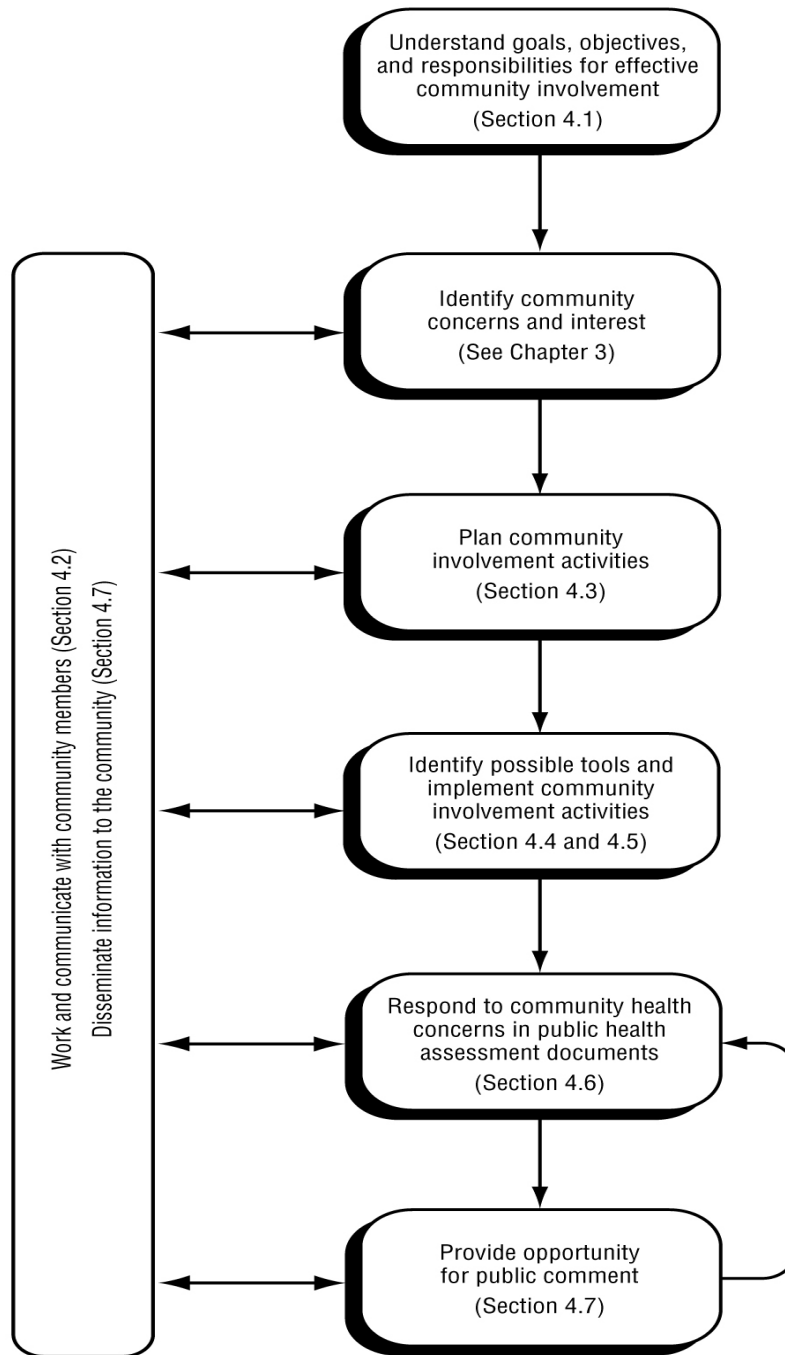 Understand goals, objectives,
and responsibilities for effective
community involvement
(Section 4.1)
Identify community
concerns and interest
(See Chapter 3)
Plan community
involvement activities
(Section 4.3)
Identify possible tools and
implement community
involvement activities
(Section 4.4 and 4.5)
Respond to community health
concerns in public health
assessment documents
(Section 4.6)
Provide opportunity
for public comment
(Section 4.7)
Work and communicate with community members (Section 4.2)
Disseminate information to the community (Section 4.7)